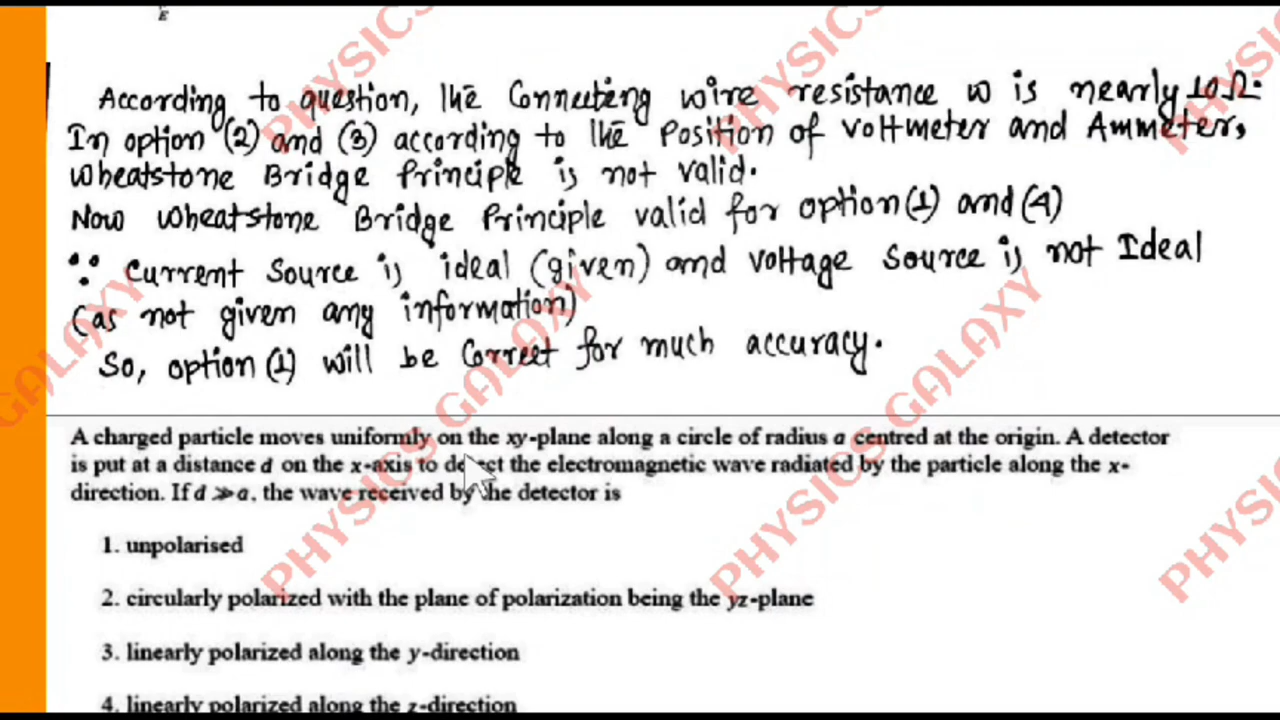 E
According to question, the Connecting wire resistance w is nearly 10Ω.
In option (2) and (3) according to the Position of Voltmeter and Ammeter,
Wheatstone Bridge Principle is not valid.
Now Wheatstone Bridge Principle valid for option (1) and (4)
∵ Current Source is ideal (given) and voltage source is not Ideal
(as not given any information)
So, option (1) will be Correct for much accuracy.
A charged particle moves uniformly on the xy-plane along a circle of radius a centred at the origin. A detector
is put at a distance d on the x-axis to detect the electromagnetic wave radiated by the particle along the x-
direction. If d ≫ a, the wave received by the detector is
1. unpolarised
2. circularly polarized with the plane of polarization being the yz-plane
3. linearly polarized along the y-direction
4. linearly polarized along the z-direction
PHYSICS GALAXY
PHYSICS GALAXY
PHYSICS GALAXY